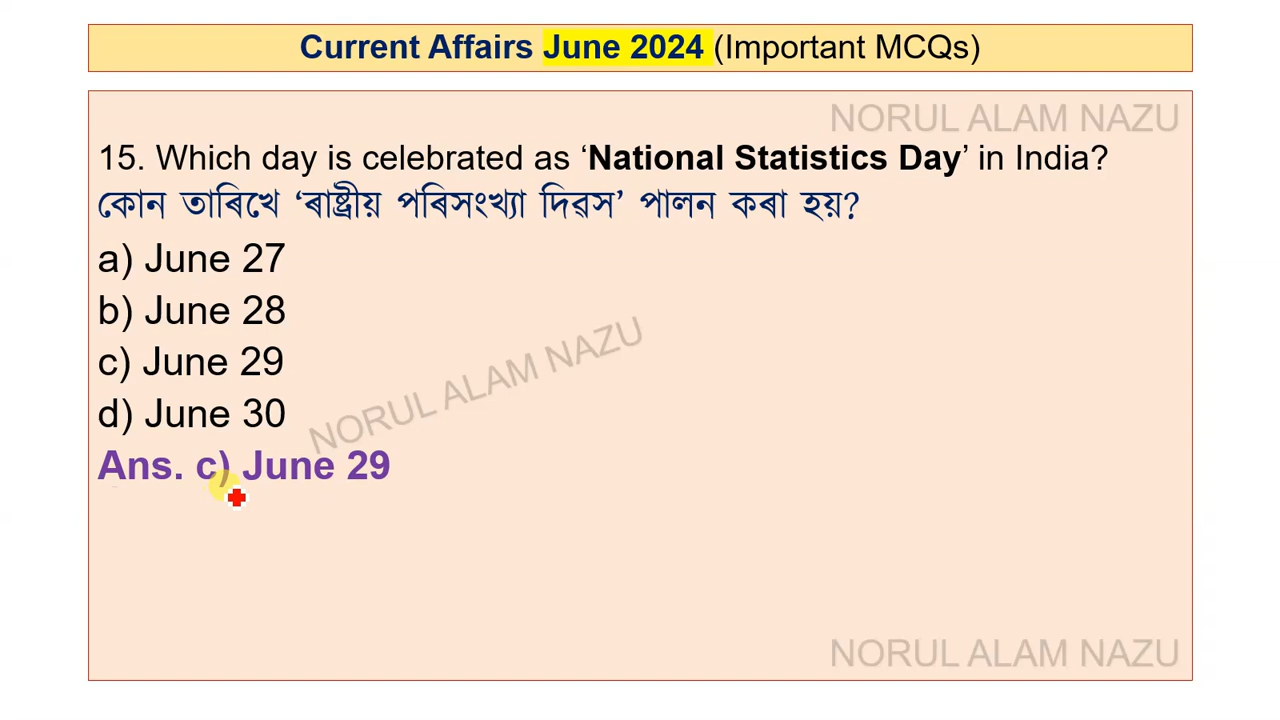 Current Affairs June 2024 (Important MCQs)
NORUL ALAM NAZU
15. Which day is celebrated as ‘National Statistics Day’ in India?
কোন তাৰিখে ‘ৰাষ্ট্ৰীয় পৰিসংখ্যা দিৱস’ পালন কৰা হয়?
a) June 27
b) June 28
c) June 29
d) June 30
NORUL ALAM NAZU
Ans. c) June 29
NORUL ALAM NAZU